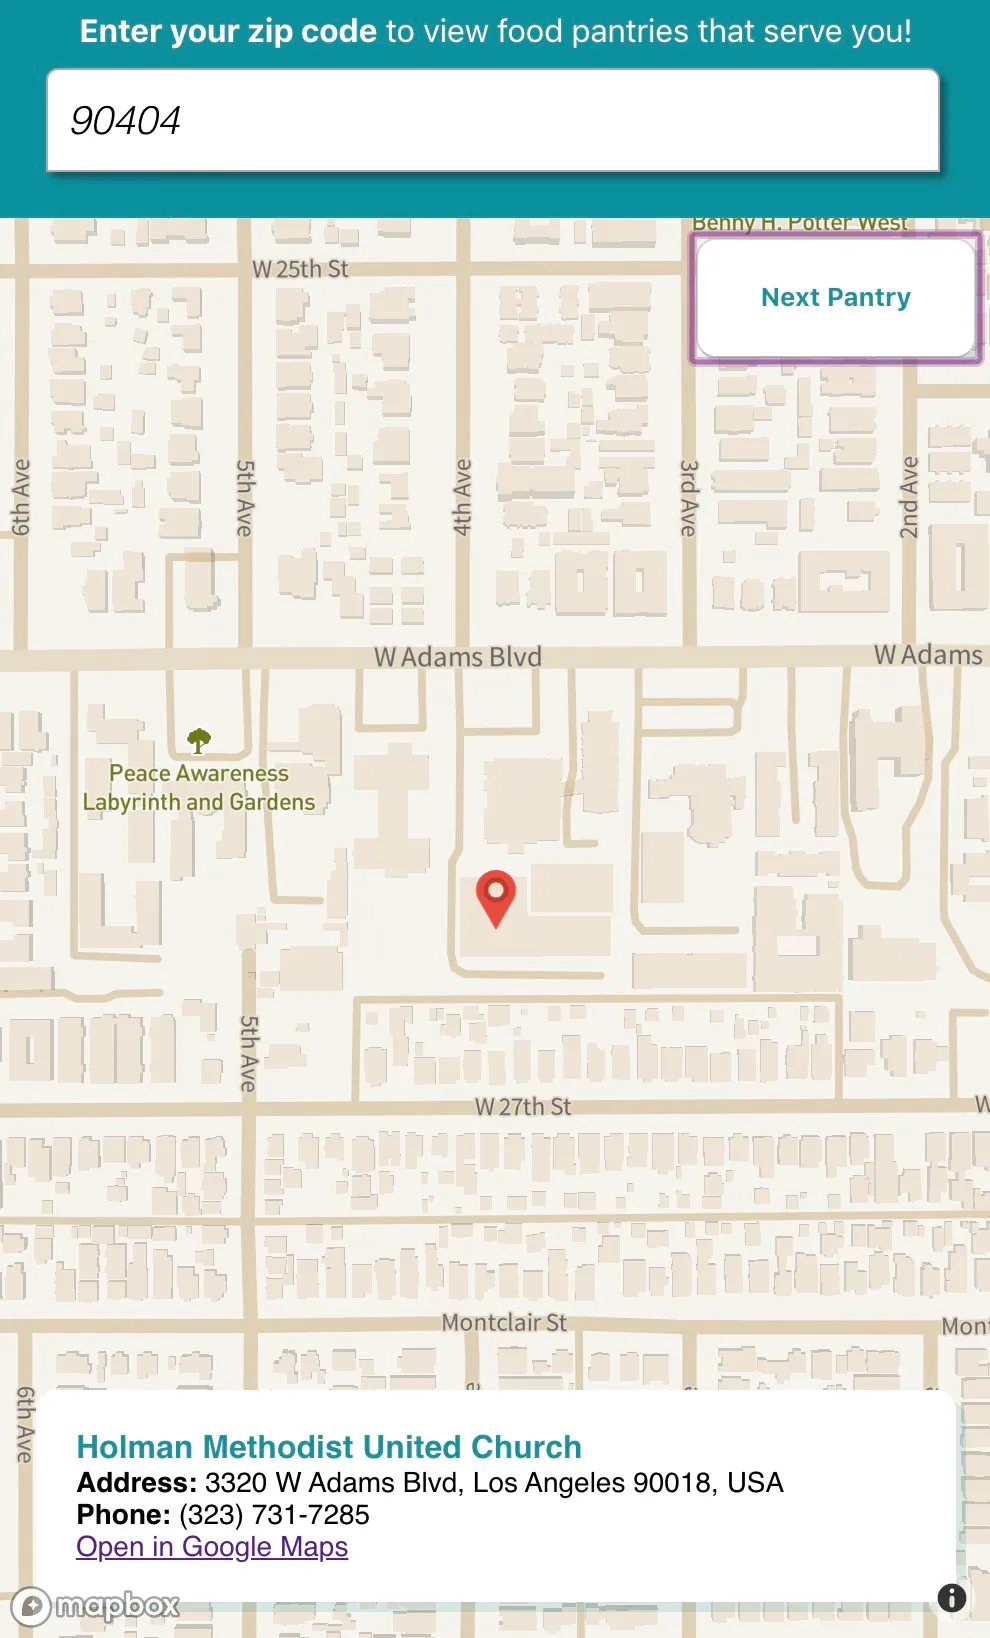 Enter your zip code to view food pantries that serve you!
90404
Benny H. Potter West
Next Pantry
W 25th St
6th Ave
5th Ave
4th Ave
3rd Ave
2nd Ave
W Adams Blvd
W Adams
Peace Awareness
Labyrinth and Gardens
5th Ave
W 27th St
W
Montclair St
Mont
6th Ave
Holman Methodist United Church
Address: 3320 W Adams Blvd, Los Angeles 90018, USA
Phone: (323) 731-7285
Open in Google Maps
mapbox